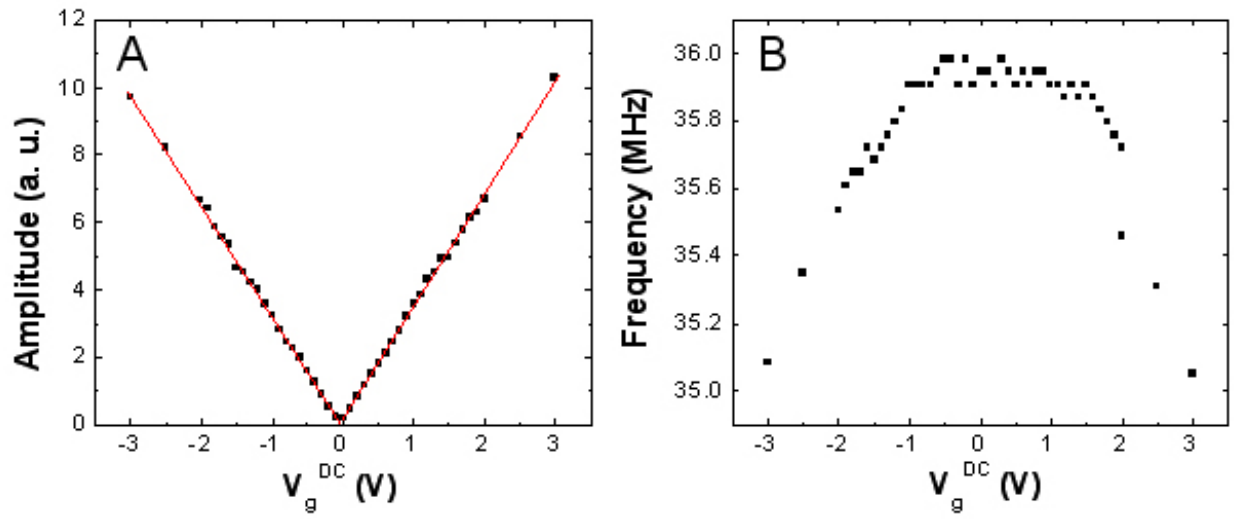 A
Amplitude (a. u.)
12
10
8
6
4
2
0
-3 -2 -1 0 1 2 3
V_g^DC (V)
B
Frequency (MHz)
36.0
35.8
35.6
35.4
35.2
35.0
-3 -2 -1 0 1 2 3
V_g^DC (V)